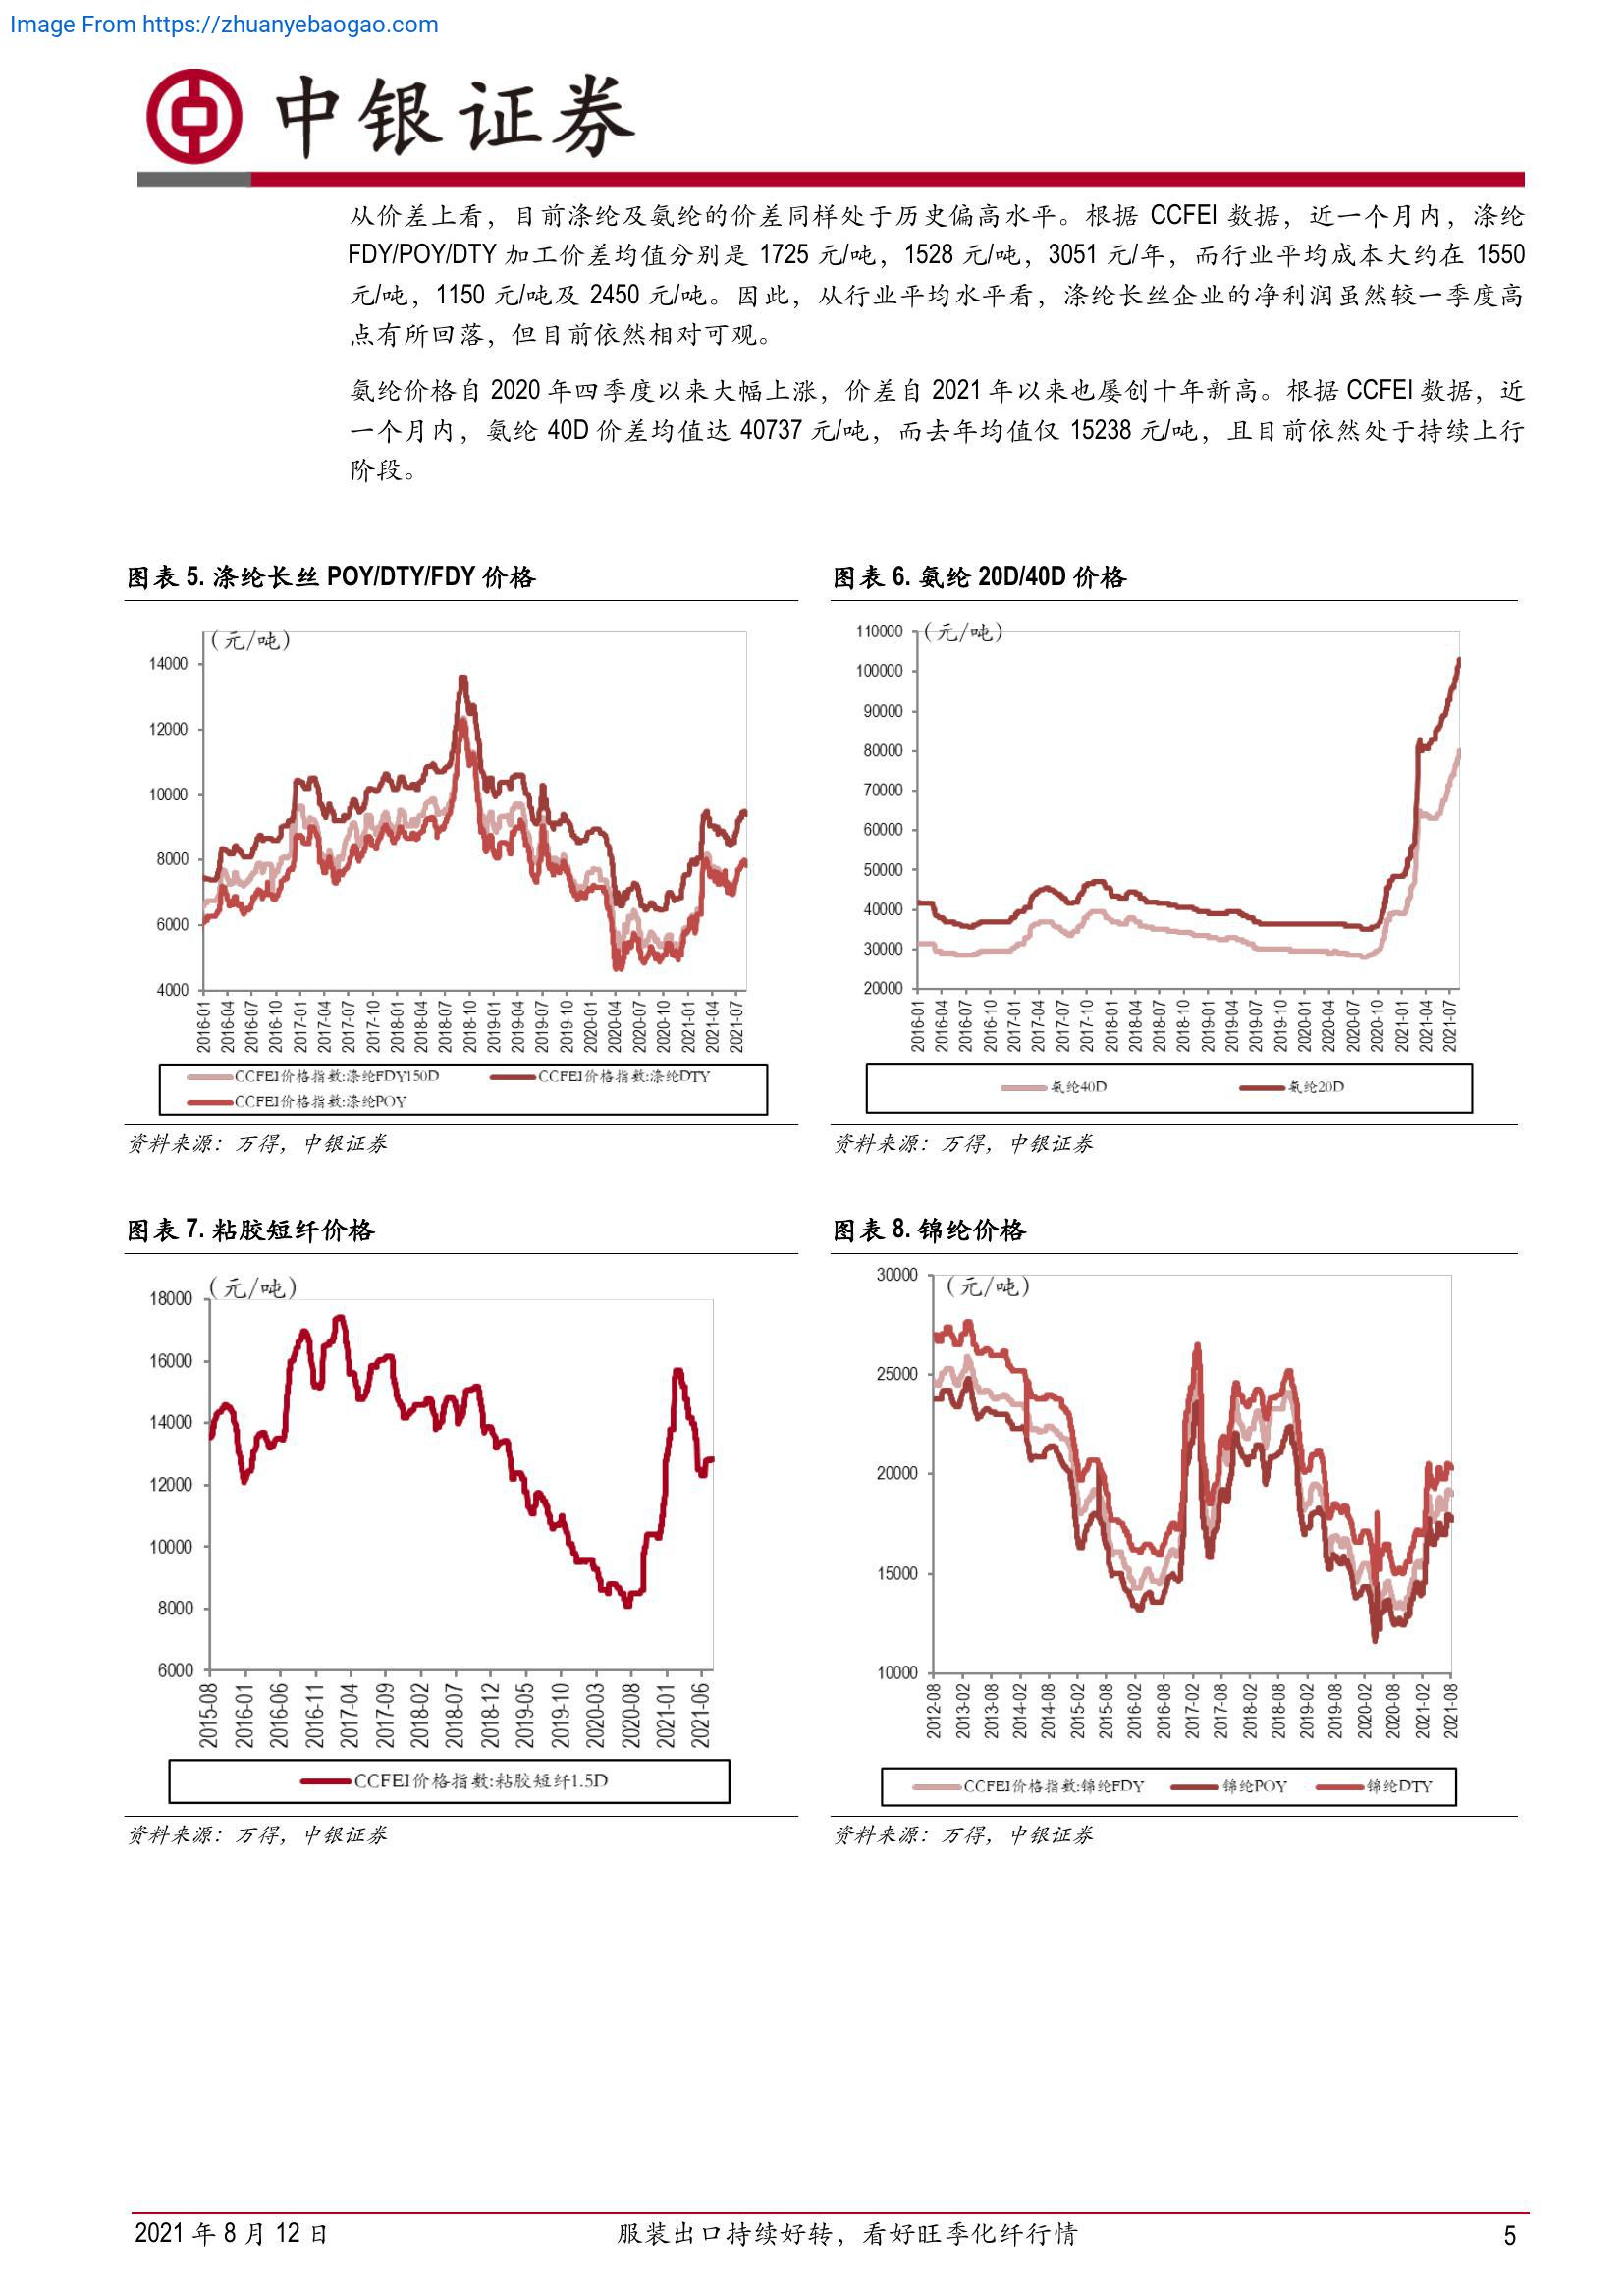 Image From https://zhuanyebaogao.com
中银证券
从价差上看，目前涤纶及氨纶的价差同样处于历史偏高水平。根据 CCFEI 数据，近一个月内，涤纶
FDY/POY/DTY 加工价差均值分别是 1725 元/吨，1528 元/吨，3051 元/年，而行业平均成本大约在 1550
元/吨，1150 元/吨及 2450 元/吨。因此，从行业平均水平看，涤纶长丝企业的净利润虽然较一季度高
点有所回落，但目前依然相对可观。
氨纶价格自 2020 年四季度以来大幅上涨，价差自 2021 年以来也屡创十年新高。根据 CCFEI 数据，近
一个月内，氨纶 40D 价差均值达 40737 元/吨，而去年均值仅 15238 元/吨，且目前依然处于持续上行
阶段。
图表 5. 涤纶长丝 POY/DTY/FDY 价格
（元/吨）
14000
12000
10000
8000
6000
4000
2016-01 2016-04 2016-07 2016-10 2017-01 2017-04 2017-07 2017-10 2018-01 2018-04 2018-07 2018-10 2019-01 2019-04 2019-07 2019-10 2020-01 2020-04 2020-07 2020-10 2021-01 2021-04 2021-07
CCFEI价格指数:涤纶FDY150D CCFEI价格指数:涤纶DTY
CCFEI价格指数:涤纶POY
资料来源：万得，中银证券
图表 6. 氨纶 20D/40D 价格
（元/吨）
110000
100000
90000
80000
70000
60000
50000
40000
30000
20000
2016-01 2016-04 2016-07 2016-10 2017-01 2017-04 2017-07 2017-10 2018-01 2018-04 2018-07 2018-10 2019-01 2019-04 2019-07 2019-10 2020-01 2020-04 2020-07 2020-10 2021-01 2021-04 2021-07
氨纶40D 氨纶20D
资料来源：万得，中银证券
图表 7. 粘胶短纤价格
（元/吨）
18000
16000
14000
12000
10000
8000
6000
2015-08 2016-01 2016-06 2016-11 2017-04 2017-09 2018-02 2018-07 2018-12 2019-05 2019-10 2020-03 2020-08 2021-01 2021-06
CCFEI价格指数:粘胶短纤1.5D
资料来源：万得，中银证券
图表 8. 锦纶价格
（元/吨）
30000
25000
20000
15000
10000
2012-08 2013-02 2013-08 2014-02 2014-08 2015-02 2015-08 2016-02 2016-08 2017-02 2017-08 2018-02 2018-08 2019-02 2019-08 2020-02 2020-08 2021-02 2021-08
CCFEI价格指数:锦纶FDY 锦纶POY 锦纶DTY
资料来源：万得，中银证券
2021 年 8 月 12 日 服装出口持续好转，看好旺季化纤行情 5